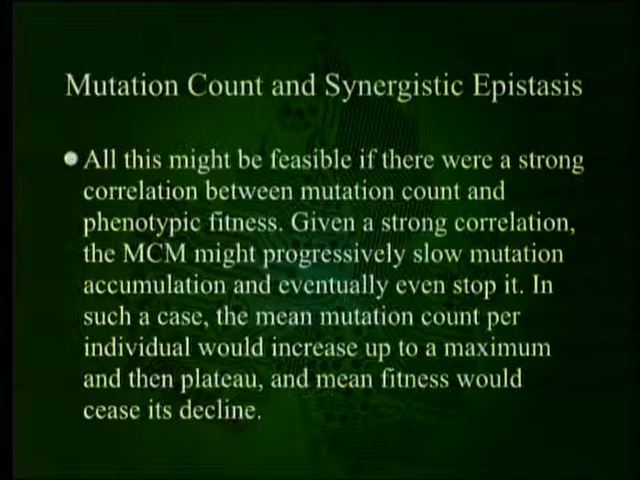 Mutation Count and Synergistic Epistasis
All this might be feasible if there were a strong
correlation between mutation count and
phenotypic fitness. Given a strong correlation,
the MCM might progressively slow mutation
accumulation and eventually even stop it. In
such a case, the mean mutation count per
individual would increase up to a maximum
and then plateau, and mean fitness would
cease its decline.